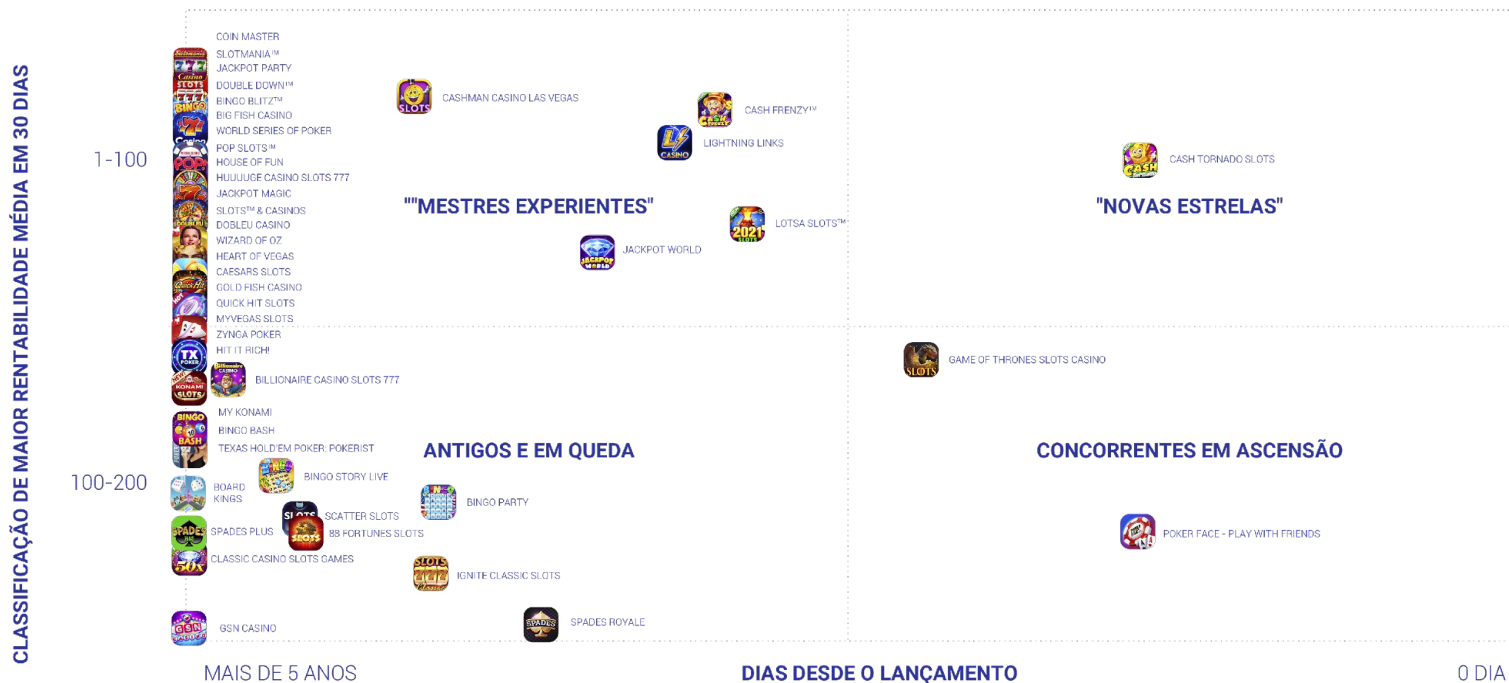 CLASSIFICAÇÃO DE MAIOR RENTABILIDADE MÉDIA EM 30 DIAS
1-100
100-200
COIN MASTER
SLOTMANIA™
JACKPOT PARTY
DOUBLE DOWN™
BINGO BLITZ™
BIG FISH CASINO
WORLD SERIES OF POKER
POP SLOTS™
HOUSE OF FUN
HUUUUGE CASINO SLOTS 777
JACKPOT MAGIC
SLOTS™ & CASINOS
DOBLEU CASINO
WIZARD OF OZ
HEART OF VEGAS
CAESARS SLOTS
GOLD FISH CASINO
QUICK HIT SLOTS
MYVEGAS SLOTS
ZYNGA POKER
HIT IT RICH!
CASHMAN CASINO LAS VEGAS
CASH FRENZY™
LIGHTNING LINKS
""MESTRES EXPERIENTES"
LOTSA SLOTS™
JACKPOT WORLD
CASH TORNADO SLOTS
"NOVAS ESTRELAS"
BILLIONAIRE CASINO SLOTS 777
MY KONAMI
BINGO BASH
TEXAS HOLD'EM POKER: POKERIST
ANTIGOS E EM QUEDA
BINGO STORY LIVE
BOARD
KINGS
BINGO PARTY
SCATTER SLOTS
SPADES PLUS
88 FORTUNES SLOTS
CLASSIC CASINO SLOTS GAMES
IGNITE CLASSIC SLOTS
GSN CASINO
SPADES ROYALE
GAME OF THRONES SLOTS CASINO
CONCORRENTES EM ASCENSÃO
POKER FACE - PLAY WITH FRIENDS
MAIS DE 5 ANOS
DIAS DESDE O LANÇAMENTO
0 DIA